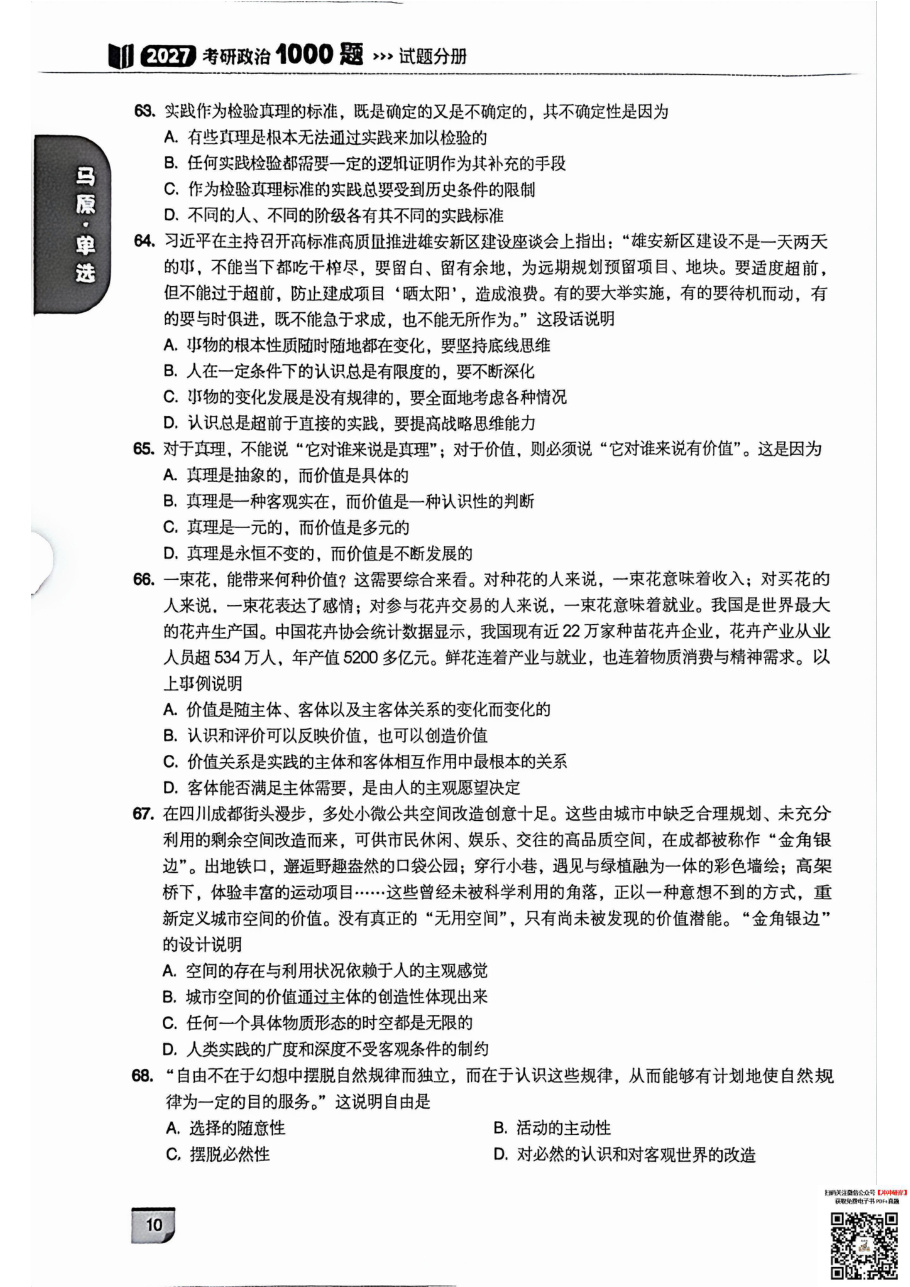 2027 考研政治1000题 >>> 试题分册
马原·单选
63. 实践作为检验真理的标准，既是确定的又是不确定的，其不确定性是因为
A. 有些真理是根本无法通过实践来加以检验的
B. 任何实践检验都需要一定的逻辑证明作为其补充的手段
C. 作为检验真理标准的实践总要受到历史条件的限制
D. 不同的人、不同的阶级各有其不同的实践标准
64. 习近平在主持召开高标准高质量推进雄安新区建设座谈会上指出：“雄安新区建设不是一天两天
的事，不能当下都吃干榨尽，要留白、留有余地，为远期规划预留项目、地块。要适度超前，
但不能过于超前，防止建成项目‘晒太阳’，造成浪费。有的要大举实施，有的要待机而动，有
的要与时俱进，既不能急于求成，也不能无所作为。”这段话说明
A. 事物的根本性质随时随地都在变化，要坚持底线思维
B. 人在一定条件下的认识总是有限度的，要不断深化
C. 事物的变化发展是没有规律的，要全面地考虑各种情况
D. 认识总是超前于直接的实践，要提高战略思维能力
65. 对于真理，不能说“它对谁来说是真理”；对于价值，则必须说“它对谁来说有价值”。这是因为
A. 真理是抽象的，而价值是具体的
B. 真理是一种客观实在，而价值是一种认识性的判断
C. 真理是一元的，而价值是多元的
D. 真理是永恒不变的，而价值是不断发展的
66. 一束花，能带来何种价值？这需要综合来看。对种花的人来说，一束花意味着收入；对买花的
人来说，一束花表达了感情；对参与花卉交易的人来说，一束花意味着就业。我国是世界最大
的花卉生产国。中国花卉协会统计数据显示，我国现有近22万家种苗花卉企业，花卉产业从业
人员超534万人，年产值5200多亿元。鲜花连着产业与就业，也连着物质消费与精神需求。以
上事例说明
A. 价值是随主体、客体以及主客体关系的变化而变化的
B. 认识和评价可以反映价值，也可以创造价值
C. 价值关系是实践的主体和客体相互作用中最根本的关系
D. 客体能否满足主体需要，是由人的主观愿望决定
67. 在四川成都街头漫步，多处小微公共空间改造创意十足。这些由城市中缺乏合理规划、未充分
利用的剩余空间改造而来，可供市民休闲、娱乐、交往的高品质空间，在成都被称作“金角银
边”。出地铁口，邂逅野趣盎然的口袋公园；穿行小巷，遇见与绿植融为一体的彩色墙绘；高架
桥下，体验丰富的运动项目……这些曾经未被科学利用的角落，正以一种意想不到的方式，重
新定义城市空间的价值。没有真正的“无用空间”，只有尚未被发现的价值潜能。“金角银边”
的设计说明
A. 空间的存在与利用状况依赖于人的主观感觉
B. 城市空间的价值通过主体的创造性体现出来
C. 任何一个具体物质形态的时空都是无限的
D. 人类实践的广度和深度不受客观条件的制约
68. “自由不在于幻想中摆脱自然规律而独立，而在于认识这些规律，从而能够有计划地使自然规
律为一定的目的服务。”这说明自由是
A. 选择的随意性 B. 活动的主动性
C. 摆脱必然性 D. 对必然的认识和对客观世界的改造
扫码关注微信公众号【冲冲研资】
获取免费电子书PDF+真题
10